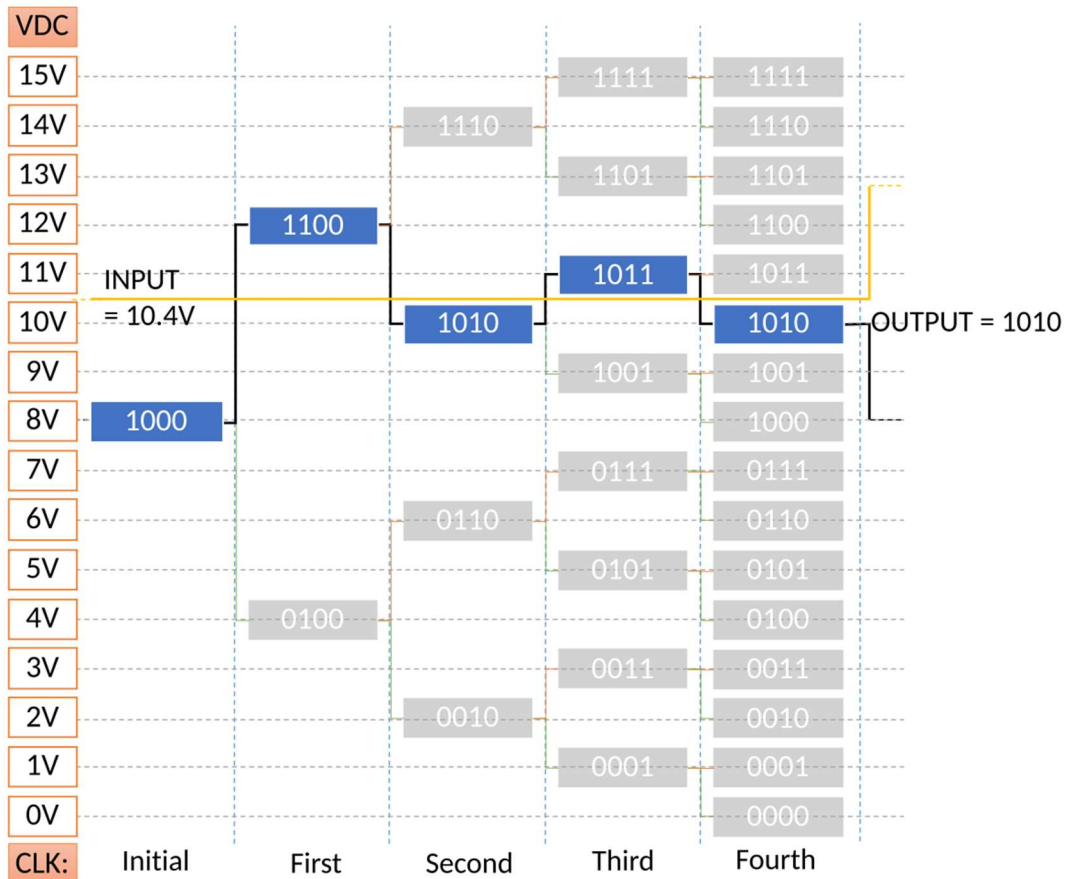 VDC
15V 1111 1111
14V 1110 1110
13V 1101 1101
12V 1100 1100
11V INPUT 1011 1011
= 10.4V
10V 1010 1010 OUTPUT = 1010
9V 1001 1001
8V 1000 1000
7V 0111 0111
6V 0110 0110
5V 0101 0101
4V 0100 0100
3V 0011 0011
2V 0010 0010
1V 0001 0001
0V 0000
CLK: Initial First Second Third Fourth